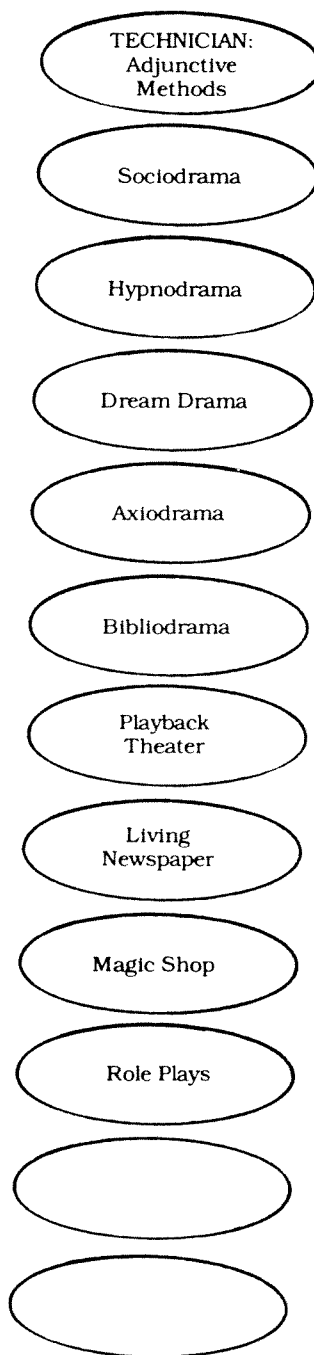 TECHNICIAN:
Adjunctive
Methods
Sociodrama
Hypnodrama
Dream Drama
Axiodrama
Bibliodrama
Playback
Theater
Living
Newspaper
Magic Shop
Role Plays